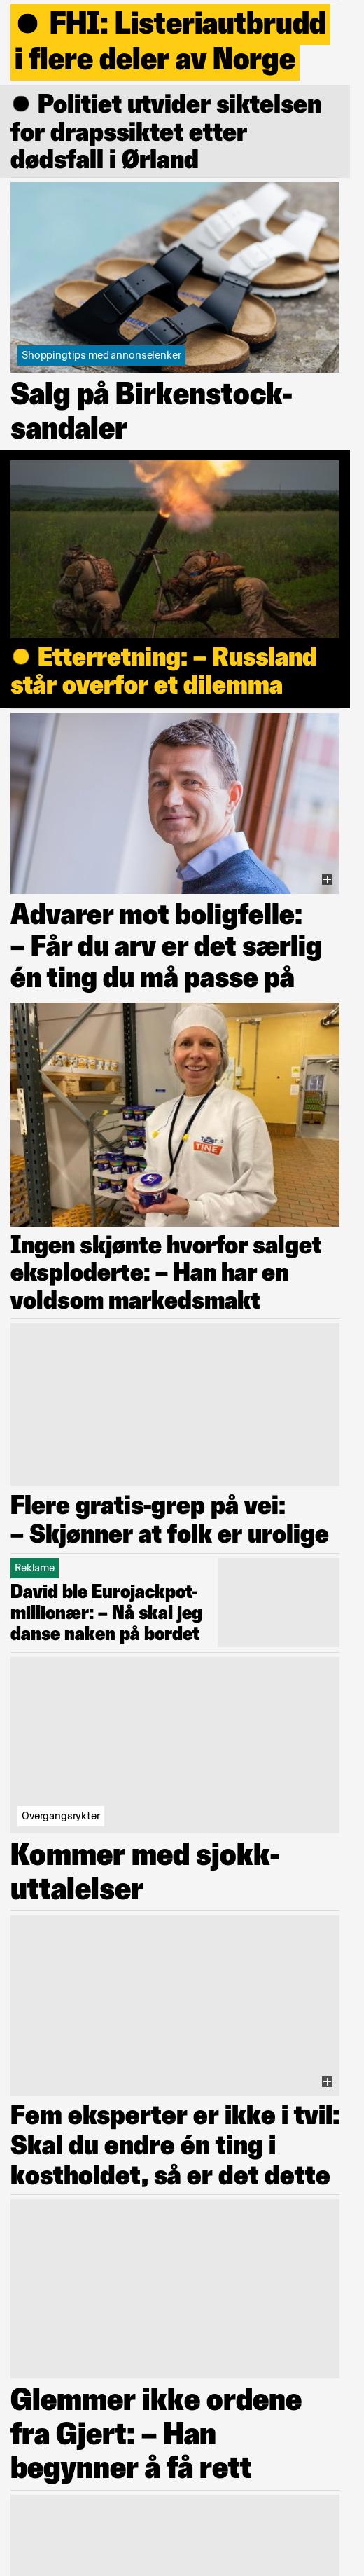 FHI: Listeriautbrudd
i flere deler av Norge
Politiet utvider siktelsen
for drapssiktet etter
dødsfall i Ørland
Shoppingtips med annonselenker
Salg på Birkenstock-
sandaler
Etterretning: – Russland
står overfor et dilemma
Advarer mot boligfelle:
– Får du arv er det særlig
én ting du må passe på
TINE
Ingen skjønte hvorfor salget
eksploderte: – Han har en
voldsom markedsmakt
Flere gratis-grep på vei:
– Skjønner at folk er urolige
Reklame
David ble Eurojackpot-
millionær: – Nå skal jeg
danse naken på bordet
Overgangsrykter
Kommer med sjokk-
uttalelser
Fem eksperter er ikke i tvil:
Skal du endre én ting i
kostholdet, så er det dette
Glemmer ikke ordene
fra Gjert: – Han
begynner å få rett